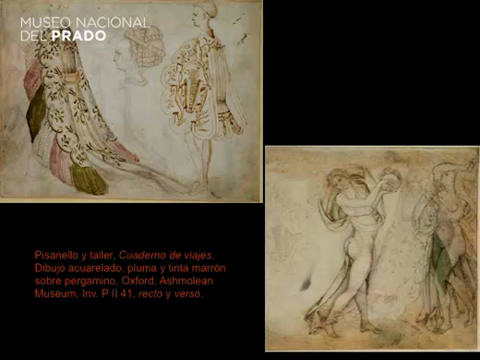 MUSEO NACIONAL
DEL PRADO
Pisanello y taller, Cuaderno de viajes.
Dibujo acuarelado, pluma y tinta marrón
sobre pergamino, Oxford, Ashmolean
Museum, Inv. P II 41, recto y verso.